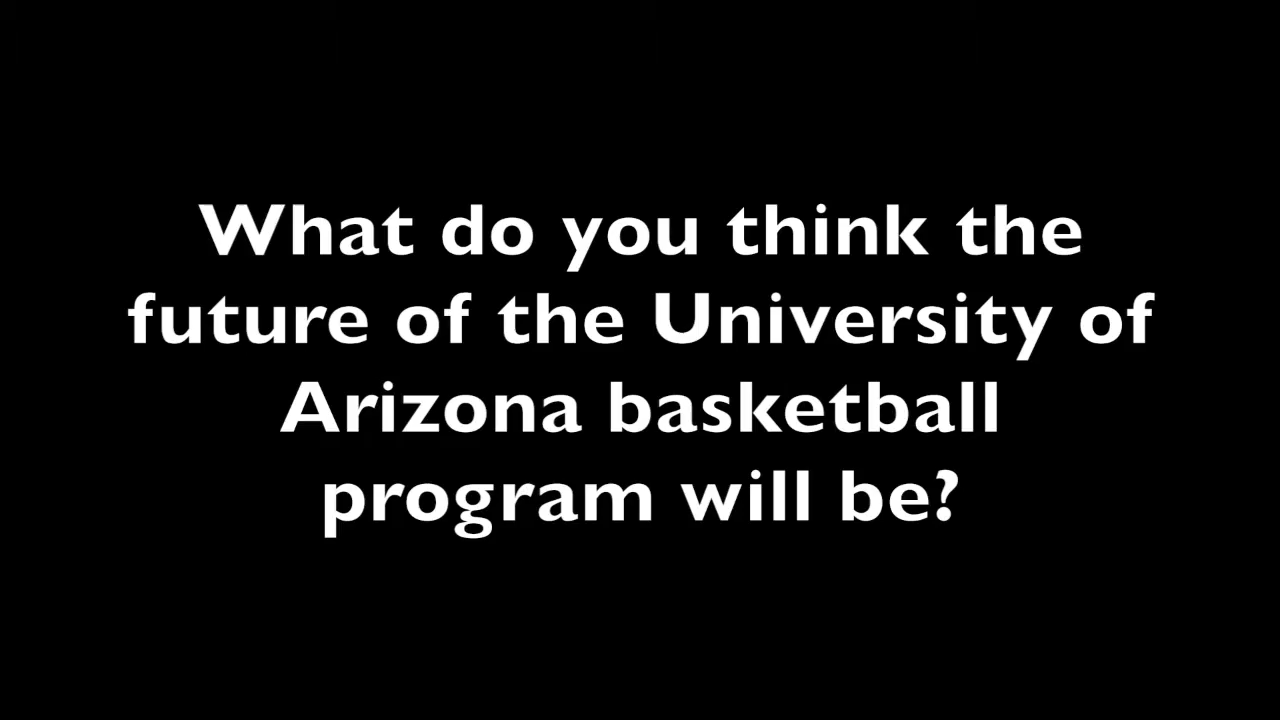 What do you think the
future of the University of
Arizona basketball
program will be?